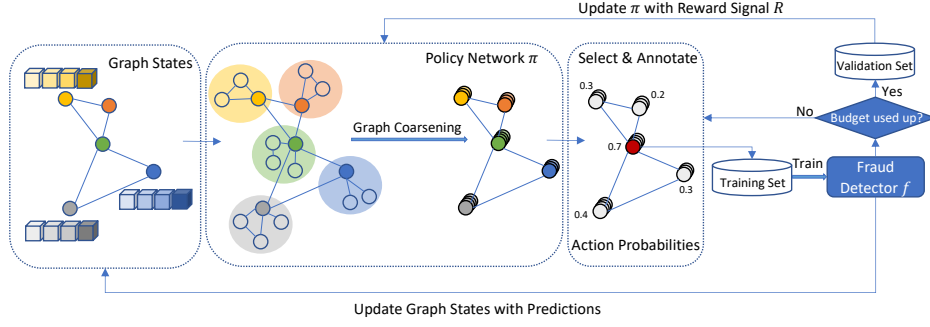 Update π with Reward Signal R
Graph States
Policy Network π
Select & Annotate
Validation Set
0.3
0.2
No
Yes
Budget used up?
Graph Coarsening
0.7
Train
Training Set
Fraud
Detector f
0.3
0.4
Action Probabilities
Update Graph States with Predictions